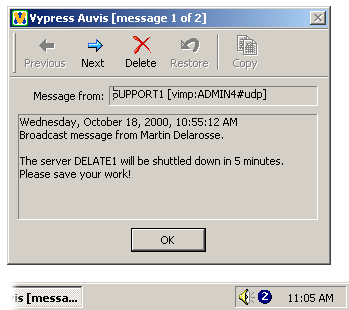 Vypress Auvis [message 1 of 2]
Previous Next Delete Restore Copy
Message from: SUPPORT1 [vimp:ADMIN4#udp]
Wednesday, October 18, 2000, 10:55:12 AM
Broadcast message from Martin Delarosse.
The server DELATE1 will be shuttled down in 5 minutes.
Please save your work!
OK
vis [messa... 2 11:05 AM